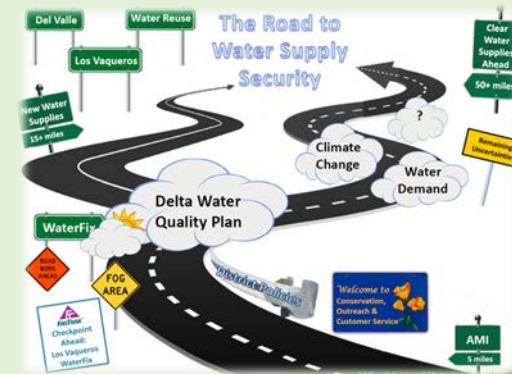 Del Valle
Water Reuse
Los Vaqueros
The Road to
Water Supply
Security
Clear
Water
Supplies
Ahead
50+ miles
New Water
Supplies
15+ miles
?
Climate
Change
Water
Demand
Remaining
Uncertainties
Delta Water
Quality Plan
WaterFix
ROAD
WORK
AHEAD
FOG
AREA
District Policies
"Welcome to
Conservation,
Outreach &
Customer Service"
FasTrak
Checkpoint
Ahead:
Los Vaqueros
WaterFix
AMI
5 miles